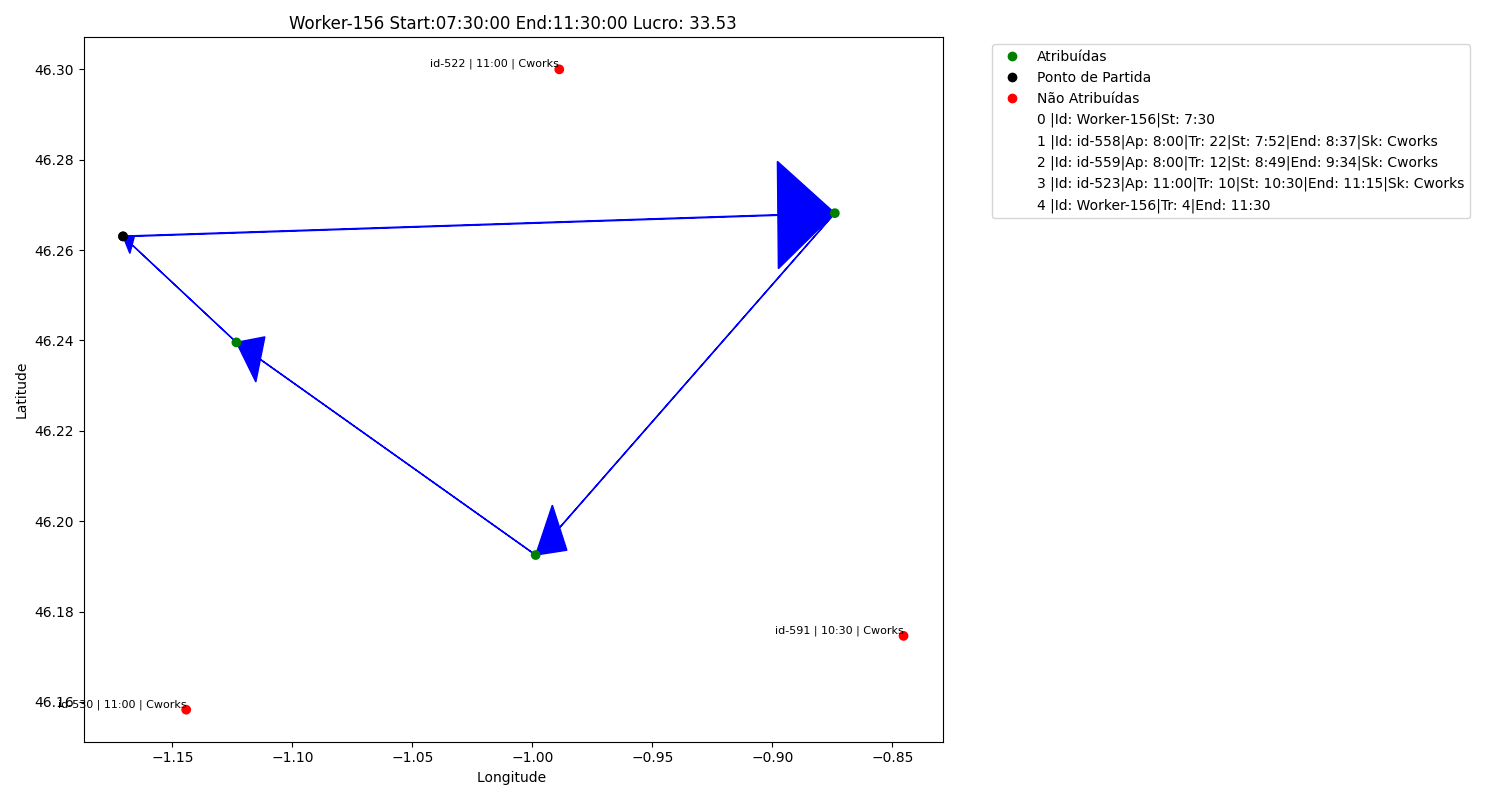 Worker-156 Start:07:30:00 End:11:30:00 Lucro: 33.53
Atribuídas
Ponto de Partida
Não Atribuídas
0 |Id: Worker-156|St: 7:30
1 |Id: id-558|Ap: 8:00|Tr: 22|St: 7:52|End: 8:37|Sk: Cworks
2 |Id: id-559|Ap: 8:00|Tr: 12|St: 8:49|End: 9:34|Sk: Cworks
3 |Id: id-523|Ap: 11:00|Tr: 10|St: 10:30|End: 11:15|Sk: Cworks
4 |Id: Worker-156|Tr: 4|End: 11:30
id-522 | 11:00 | Cworks
id-591 | 10:30 | Cworks
id-530 | 11:00 | Cworks
Latitude
46.30
46.28
46.26
46.24
46.22
46.20
46.18
46.16
−1.15 −1.10 −1.05 −1.00 −0.95 −0.90 −0.85
Longitude